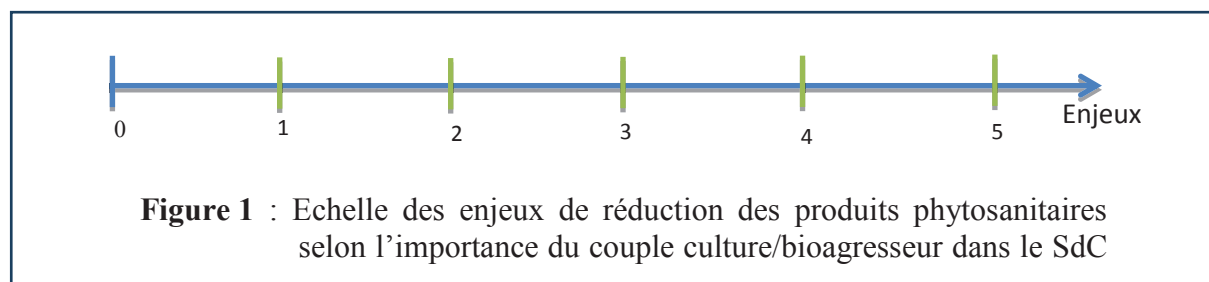 0 1 2 3 4 5
Enjeux
Figure 1 : Echelle des enjeux de réduction des produits phytosanitaires
selon l’importance du couple culture/bioagresseur dans le SdC